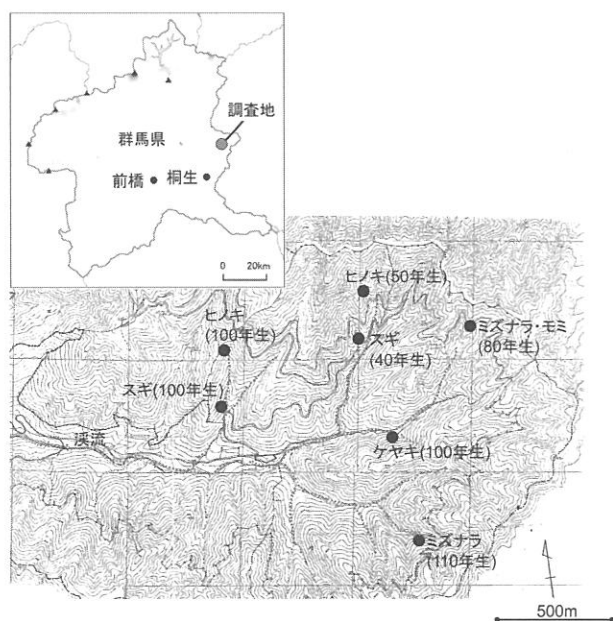 調査地
群馬県
前橋
桐生
0 20km
ヒノキ(50年生)
ヒノキ
(100年生)
スギ
(40年生)
ミズナラ・モミ
(80年生)
スギ(100年生)
渓流
ケヤキ(100年生)
ミズナラ
(110年生)
N
500m